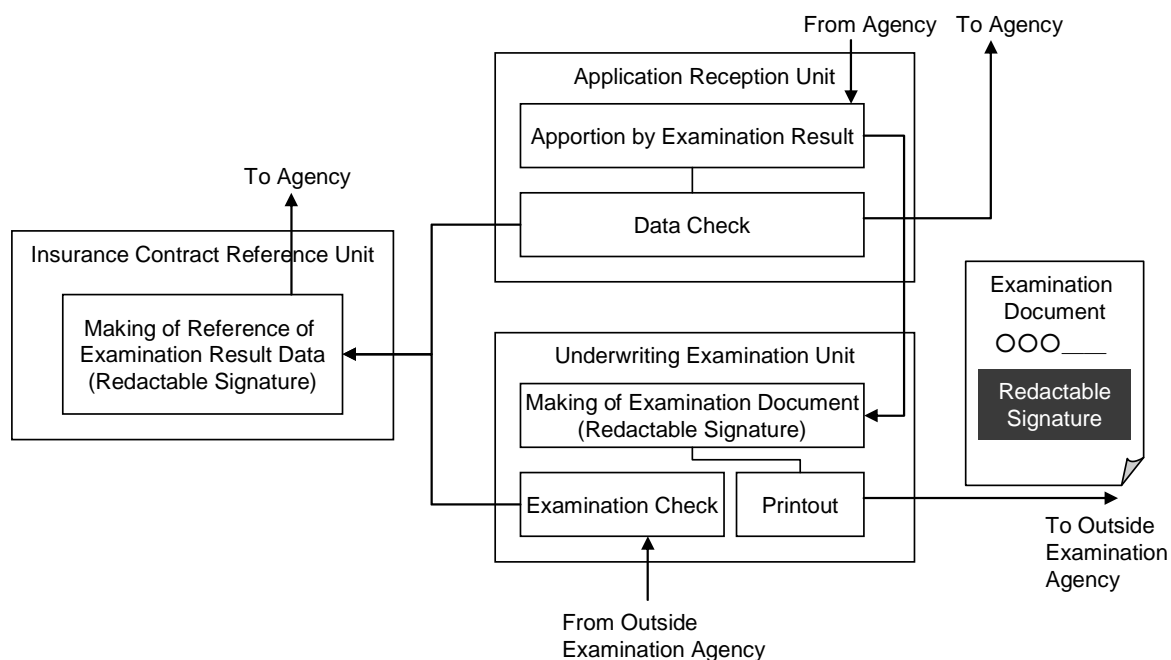 From Agency
To Agency
Application Reception Unit
Apportion by Examination Result
Data Check
To Agency
Insurance Contract Reference Unit
Making of Reference of
Examination Result Data
(Redactable Signature)
Underwriting Examination Unit
Making of Examination Document
(Redactable Signature)
Examination Check
Printout
From Outside
Examination Agency
Examination
Document
○○○____
Redactable
Signature
To Outside
Examination
Agency